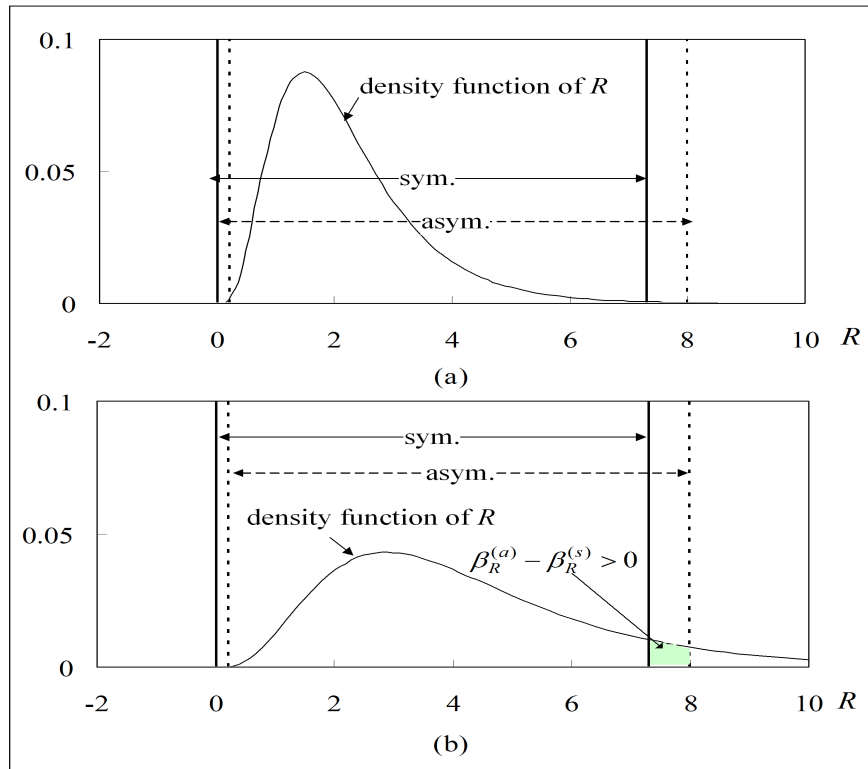 0.1
density function of R
0.05
sym.
asym.
0
-2 0 2 4 6 8 10 R
(a)
0.1
sym.
asym.
density function of R
0.05
β_R^(a) − β_R^(s) > 0
0
-2 0 2 4 6 8 10 R
(b)